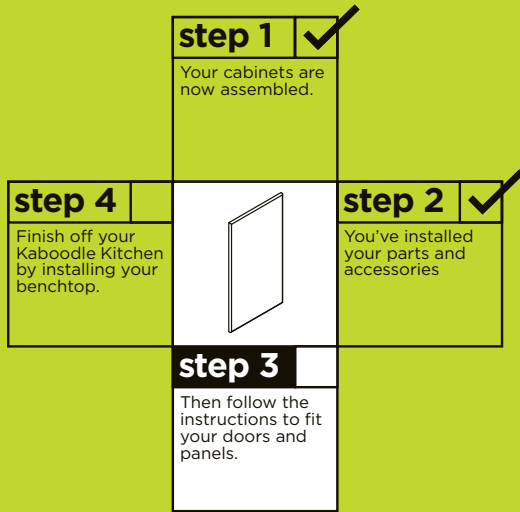 step 1
Your cabinets are
now assembled.
step 4
Finish off your
Kaboodle Kitchen
by installing your
benchtop.
step 2
You've installed
your parts and
accessories
step 3
Then follow the
instructions to fit
your doors and
panels.